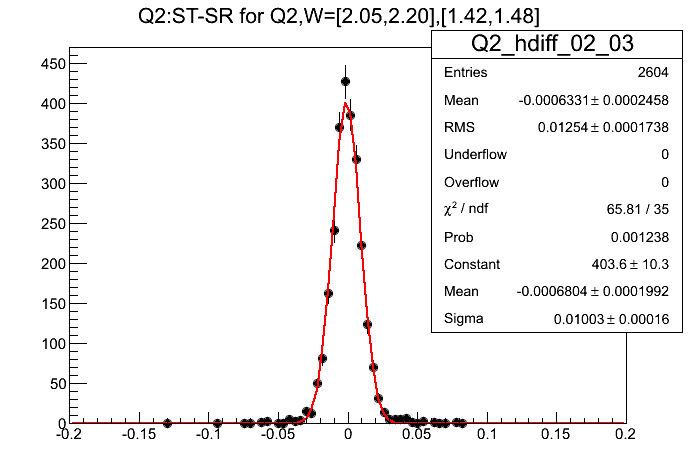 Q2:ST-SR for Q2,W=[2.05,2.20],[1.42,1.48]
Q2_hdiff_02_03
Entries 2604
Mean -0.0006331 ± 0.0002458
RMS 0.01254 ± 0.0001738
Underflow 0
Overflow 0
χ² / ndf 65.81 / 35
Prob 0.001238
Constant 403.6 ± 10.3
Mean -0.0006804 ± 0.0001992
Sigma 0.01003 ± 0.00016
450
400
350
300
250
200
150
100
50
0
-0.2 -0.15 -0.1 -0.05 0 0.05 0.1 0.15 0.2